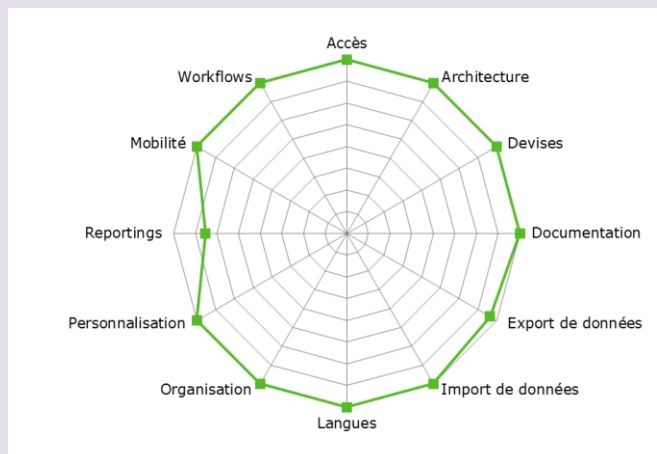 Accès
Workflows
Architecture
Mobilité
Devises
Reportings
Documentation
Personnalisation
Export de données
Organisation
Import de données
Langues